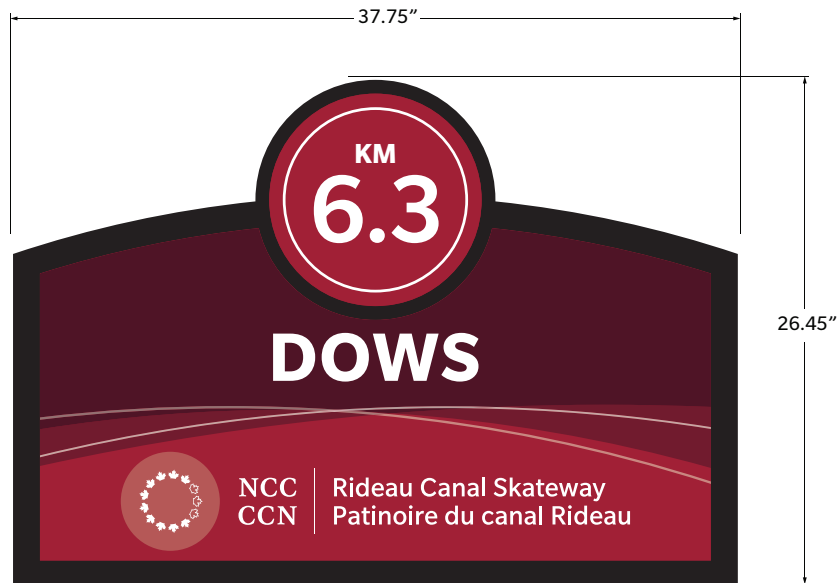 37.75”
KM
6.3
26.45”
DOWS
NCC
CCN
Rideau Canal Skateway
Patinoire du canal Rideau